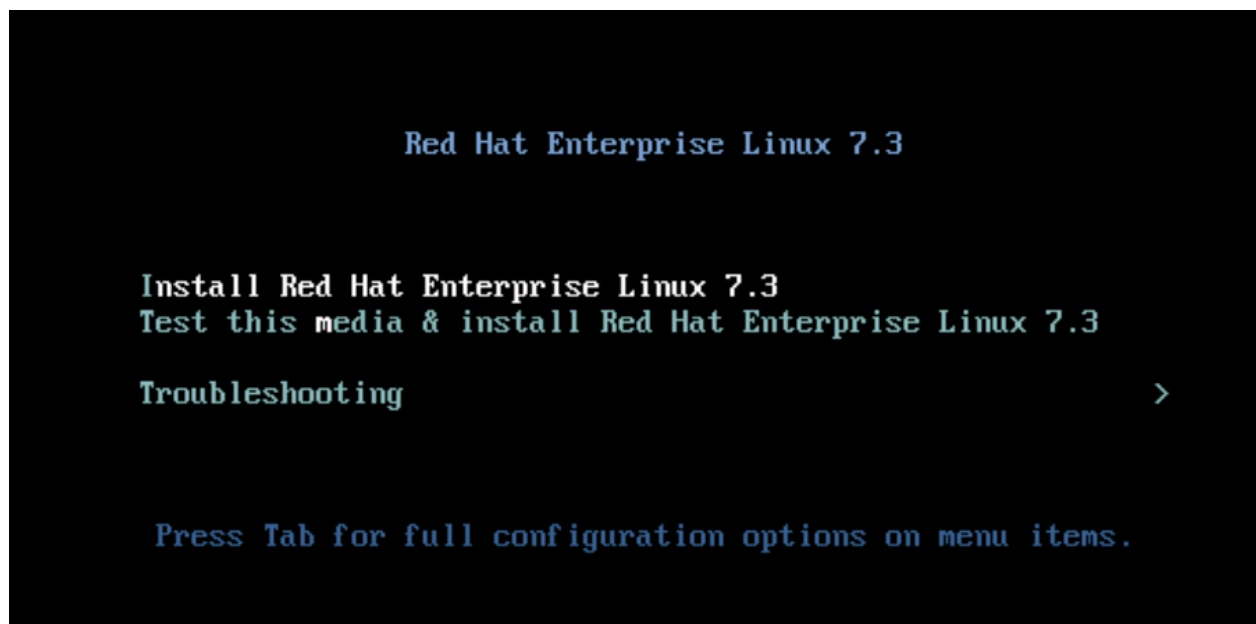 Red Hat Enterprise Linux 7.3
Install Red Hat Enterprise Linux 7.3
Test this media & install Red Hat Enterprise Linux 7.3
Troubleshooting >
Press Tab for full configuration options on menu items.